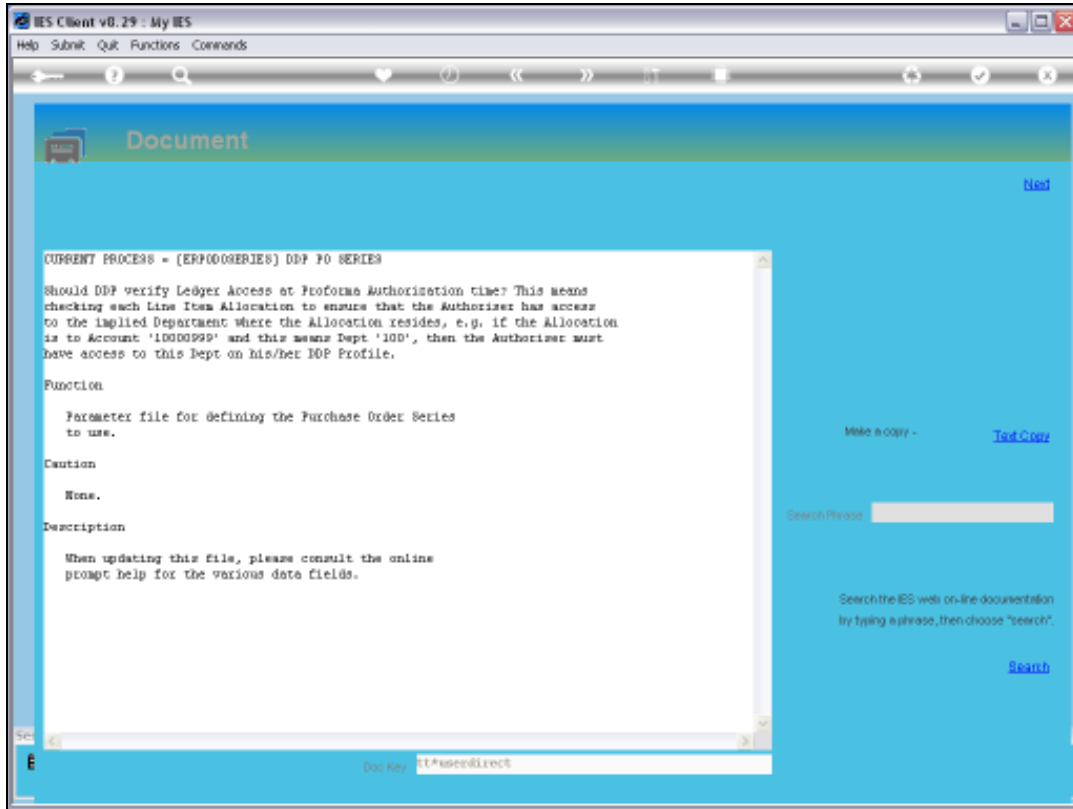 IES Client v8.29 : My IES
Help Submit Quit Functions Commands
Document
Next
CURRENT PROCESS = [ERPODOSERIES] DDP PO SERIES
Should DDP verify Ledger Access at Proforma Authorization time? This means
checking each Line Item Allocation to ensure that the Authorizer has access
to the implied Department where the Allocation resides, e.g. if the Allocation
is to Account '10000999' and this means Dept '100', then the Authorizer must
have access to this Dept on his/her DDP Profile.
Function
Parameter file for defining the Purchase Order Series
to use.
Caution
None.
Description
When updating this file, please consult the online
prompt help for the various data fields.
Make a copy -
Text Copy
Search Phrase
Search the IES web on-line documentation
by typing a phrase, then choose "search".
Search
Doc Key tt*userdirect